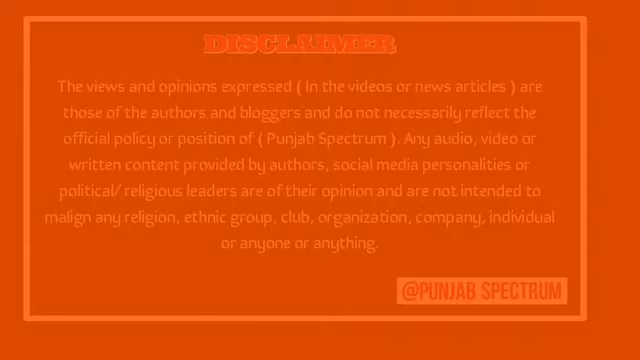 DISCLAIMER
The views and opinions expressed ( In the videos or news articles ) are
those of the authors and bloggers and do not necessarily reflect the
official policy or position of ( Punjab Spectrum ). Any audio, video or
written content provided by authors, social media personalities or
political/ religious leaders are of their opinion and are not intended to
malign any religion, ethnic group, club, organization, company, individual
or anyone or anything.
@PUNJAB SPECTRUM